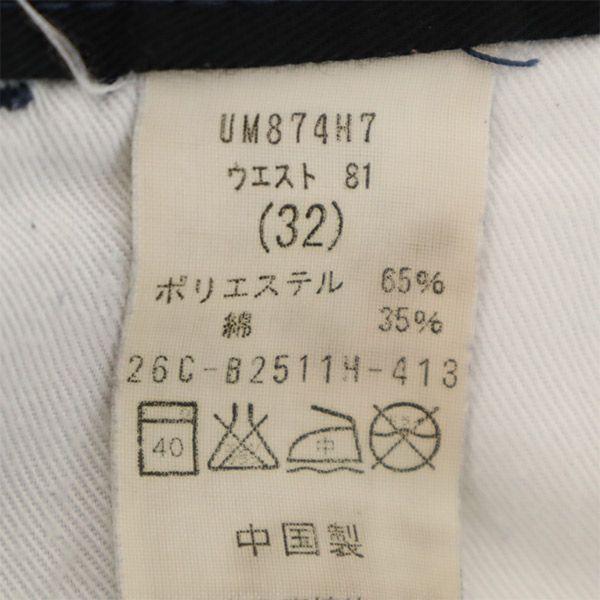 UM874H7
ウエスト 81
(32)
ポリエステル 65%
綿 35%
26C-B2511H-413
40 中
中国製